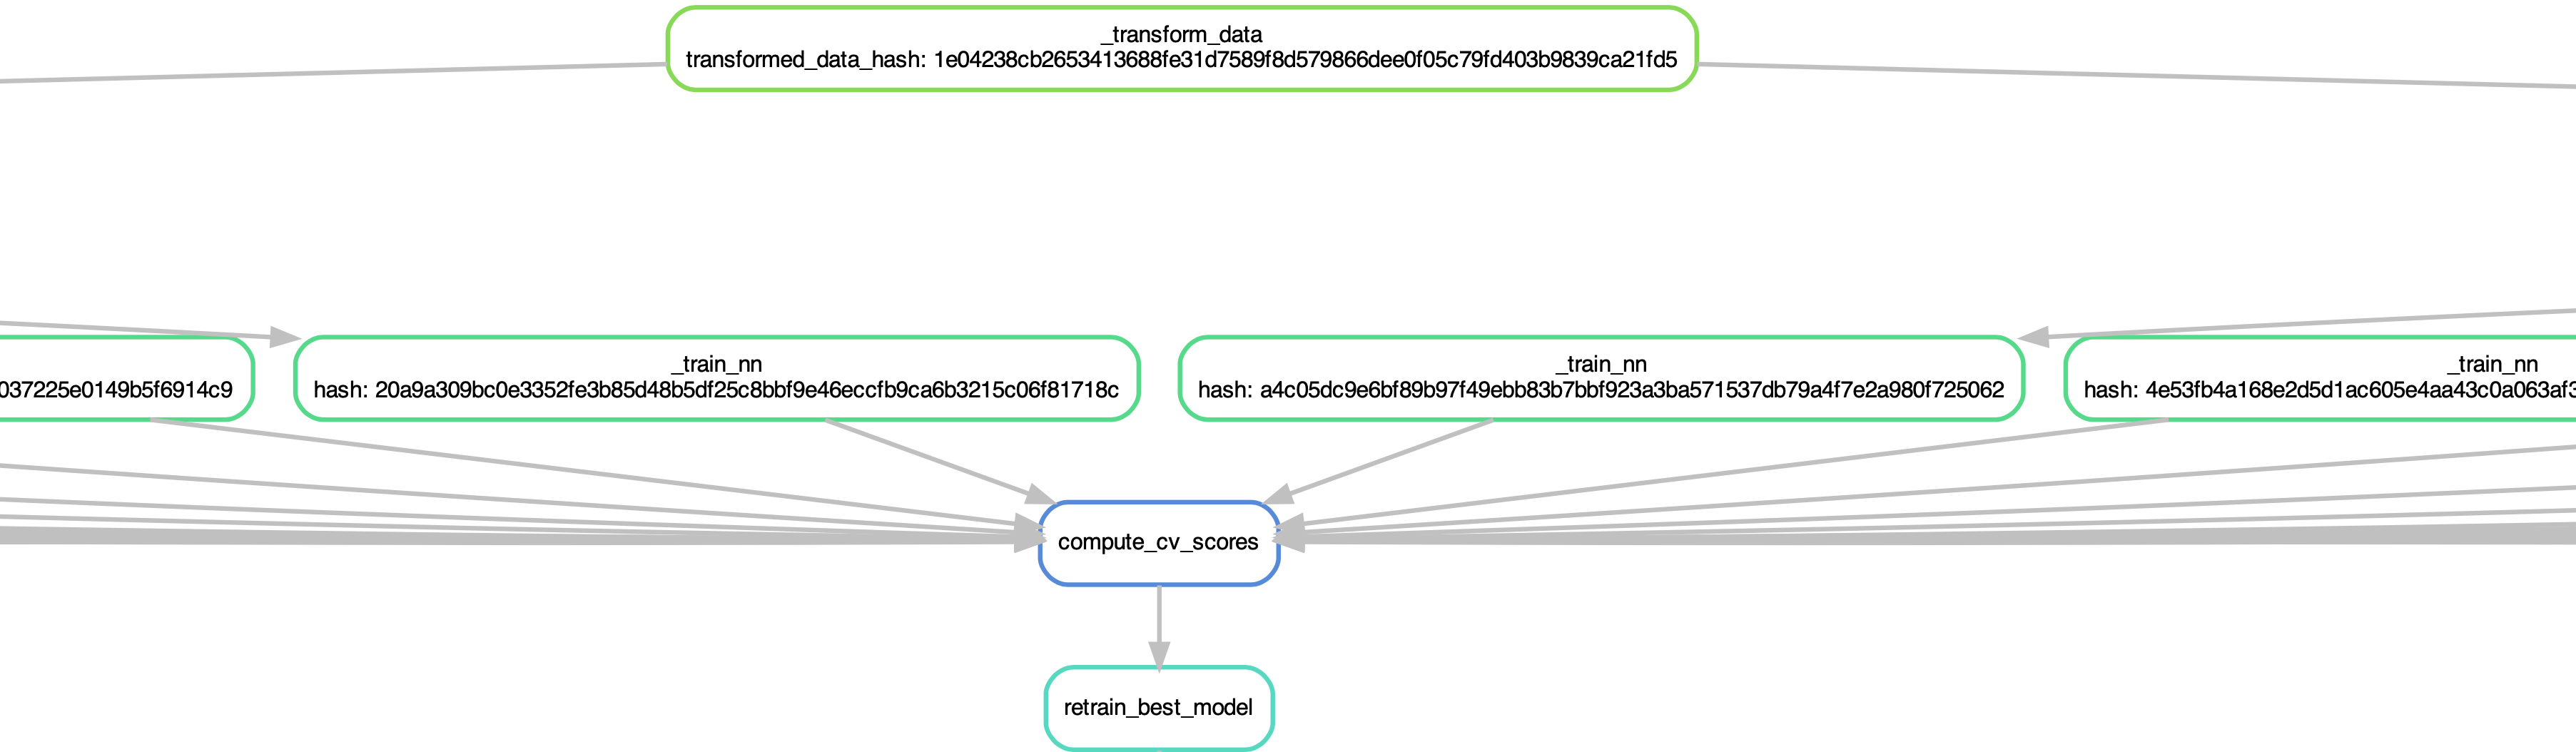 _transform_data
transformed_data_hash: 1e04238cb2653413688fe31d7589f8d579866dee0f05c79fd403b9839ca21fd5
037225e0149b5f6914c9
_train_nn
hash: 20a9a309bc0e3352fe3b85d48b5df25c8bbf9e46eccfb9ca6b3215c06f81718c
_train_nn
hash: a4c05dc9e6bf89b97f49ebb83b7bbf923a3ba571537db79a4f7e2a980f725062
_train_nn
hash: 4e53fb4a168e2d5d1ac605e4aa43c0a063af3
compute_cv_scores
retrain_best_model